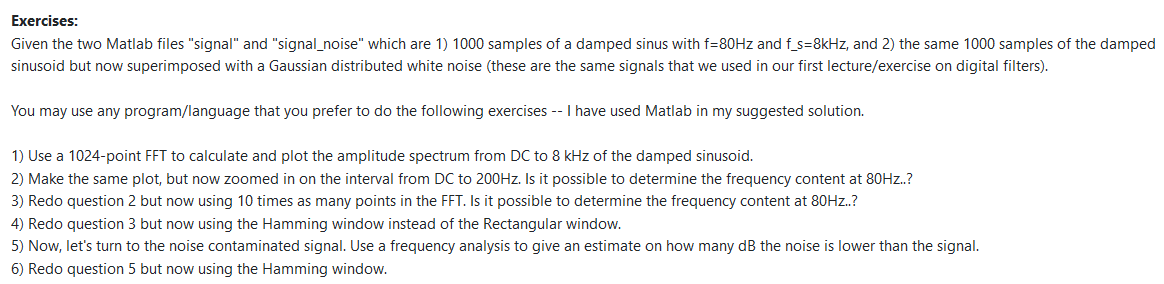 Exercises:
Given the two Matlab files "signal" and "signal_noise" which are 1) 1000 samples of a damped sinus with f=80Hz and f_s=8kHz, and 2) the same 1000 samples of the damped
sinusoid but now superimposed with a Gaussian distributed white noise (these are the same signals that we used in our first lecture/exercise on digital filters).
You may use any program/language that you prefer to do the following exercises -- I have used Matlab in my suggested solution.
1) Use a 1024-point FFT to calculate and plot the amplitude spectrum from DC to 8 kHz of the damped sinusoid.
2) Make the same plot, but now zoomed in on the interval from DC to 200Hz. Is it possible to determine the frequency content at 80Hz..?
3) Redo question 2 but now using 10 times as many points in the FFT. Is it possible to determine the frequency content at 80Hz..?
4) Redo question 3 but now using the Hamming window instead of the Rectangular window.
5) Now, let's turn to the noise contaminated signal. Use a frequency analysis to give an estimate on how many dB the noise is lower than the signal.
6) Redo question 5 but now using the Hamming window.